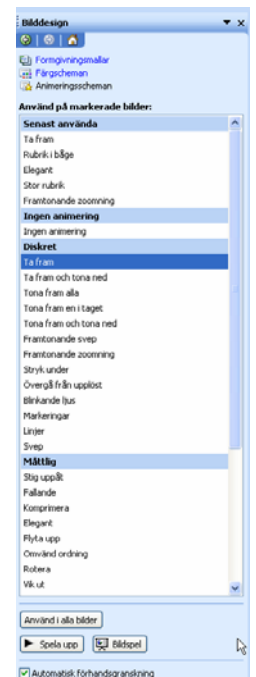 Bilddesign
Formgivningsmallar
Färgscheman
Animeringsscheman
Använd på markerade bilder:
Senast använda
Ta fram
Rubrik i båge
Elegant
Stor rubrik
Framtonande zoomning
Ingen animering
Ingen animering
Diskret
Ta fram
Ta fram och tona ned
Tona fram alla
Tona fram en i taget
Tona fram och tona ned
Framtonande svep
Framtonande zoomning
Stryk under
Övergå från upplöst
Blinkande ljus
Markeringar
Linjer
Svep
Måttlig
Stig uppåt
Fallande
Komprimera
Elegant
Flyta upp
Omvänd ordning
Rotera
Vik ut
Använd i alla bilder
Spela upp
Bildspel
Automatisk förhandsgranskning